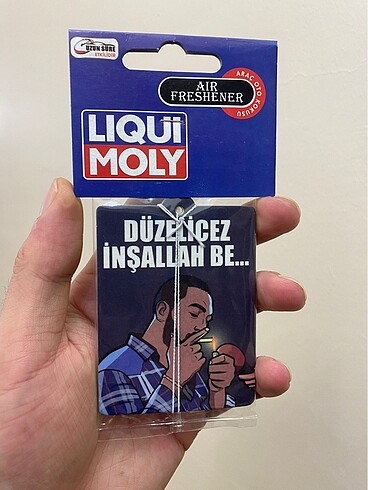 UZUN SÜRE
ETKİLİDİR
AIR
FRESHENER
ARAÇ OTO KOKUSU
LIQUI
MOLY
DÜZELİCEZ
İNŞALLAH BE...